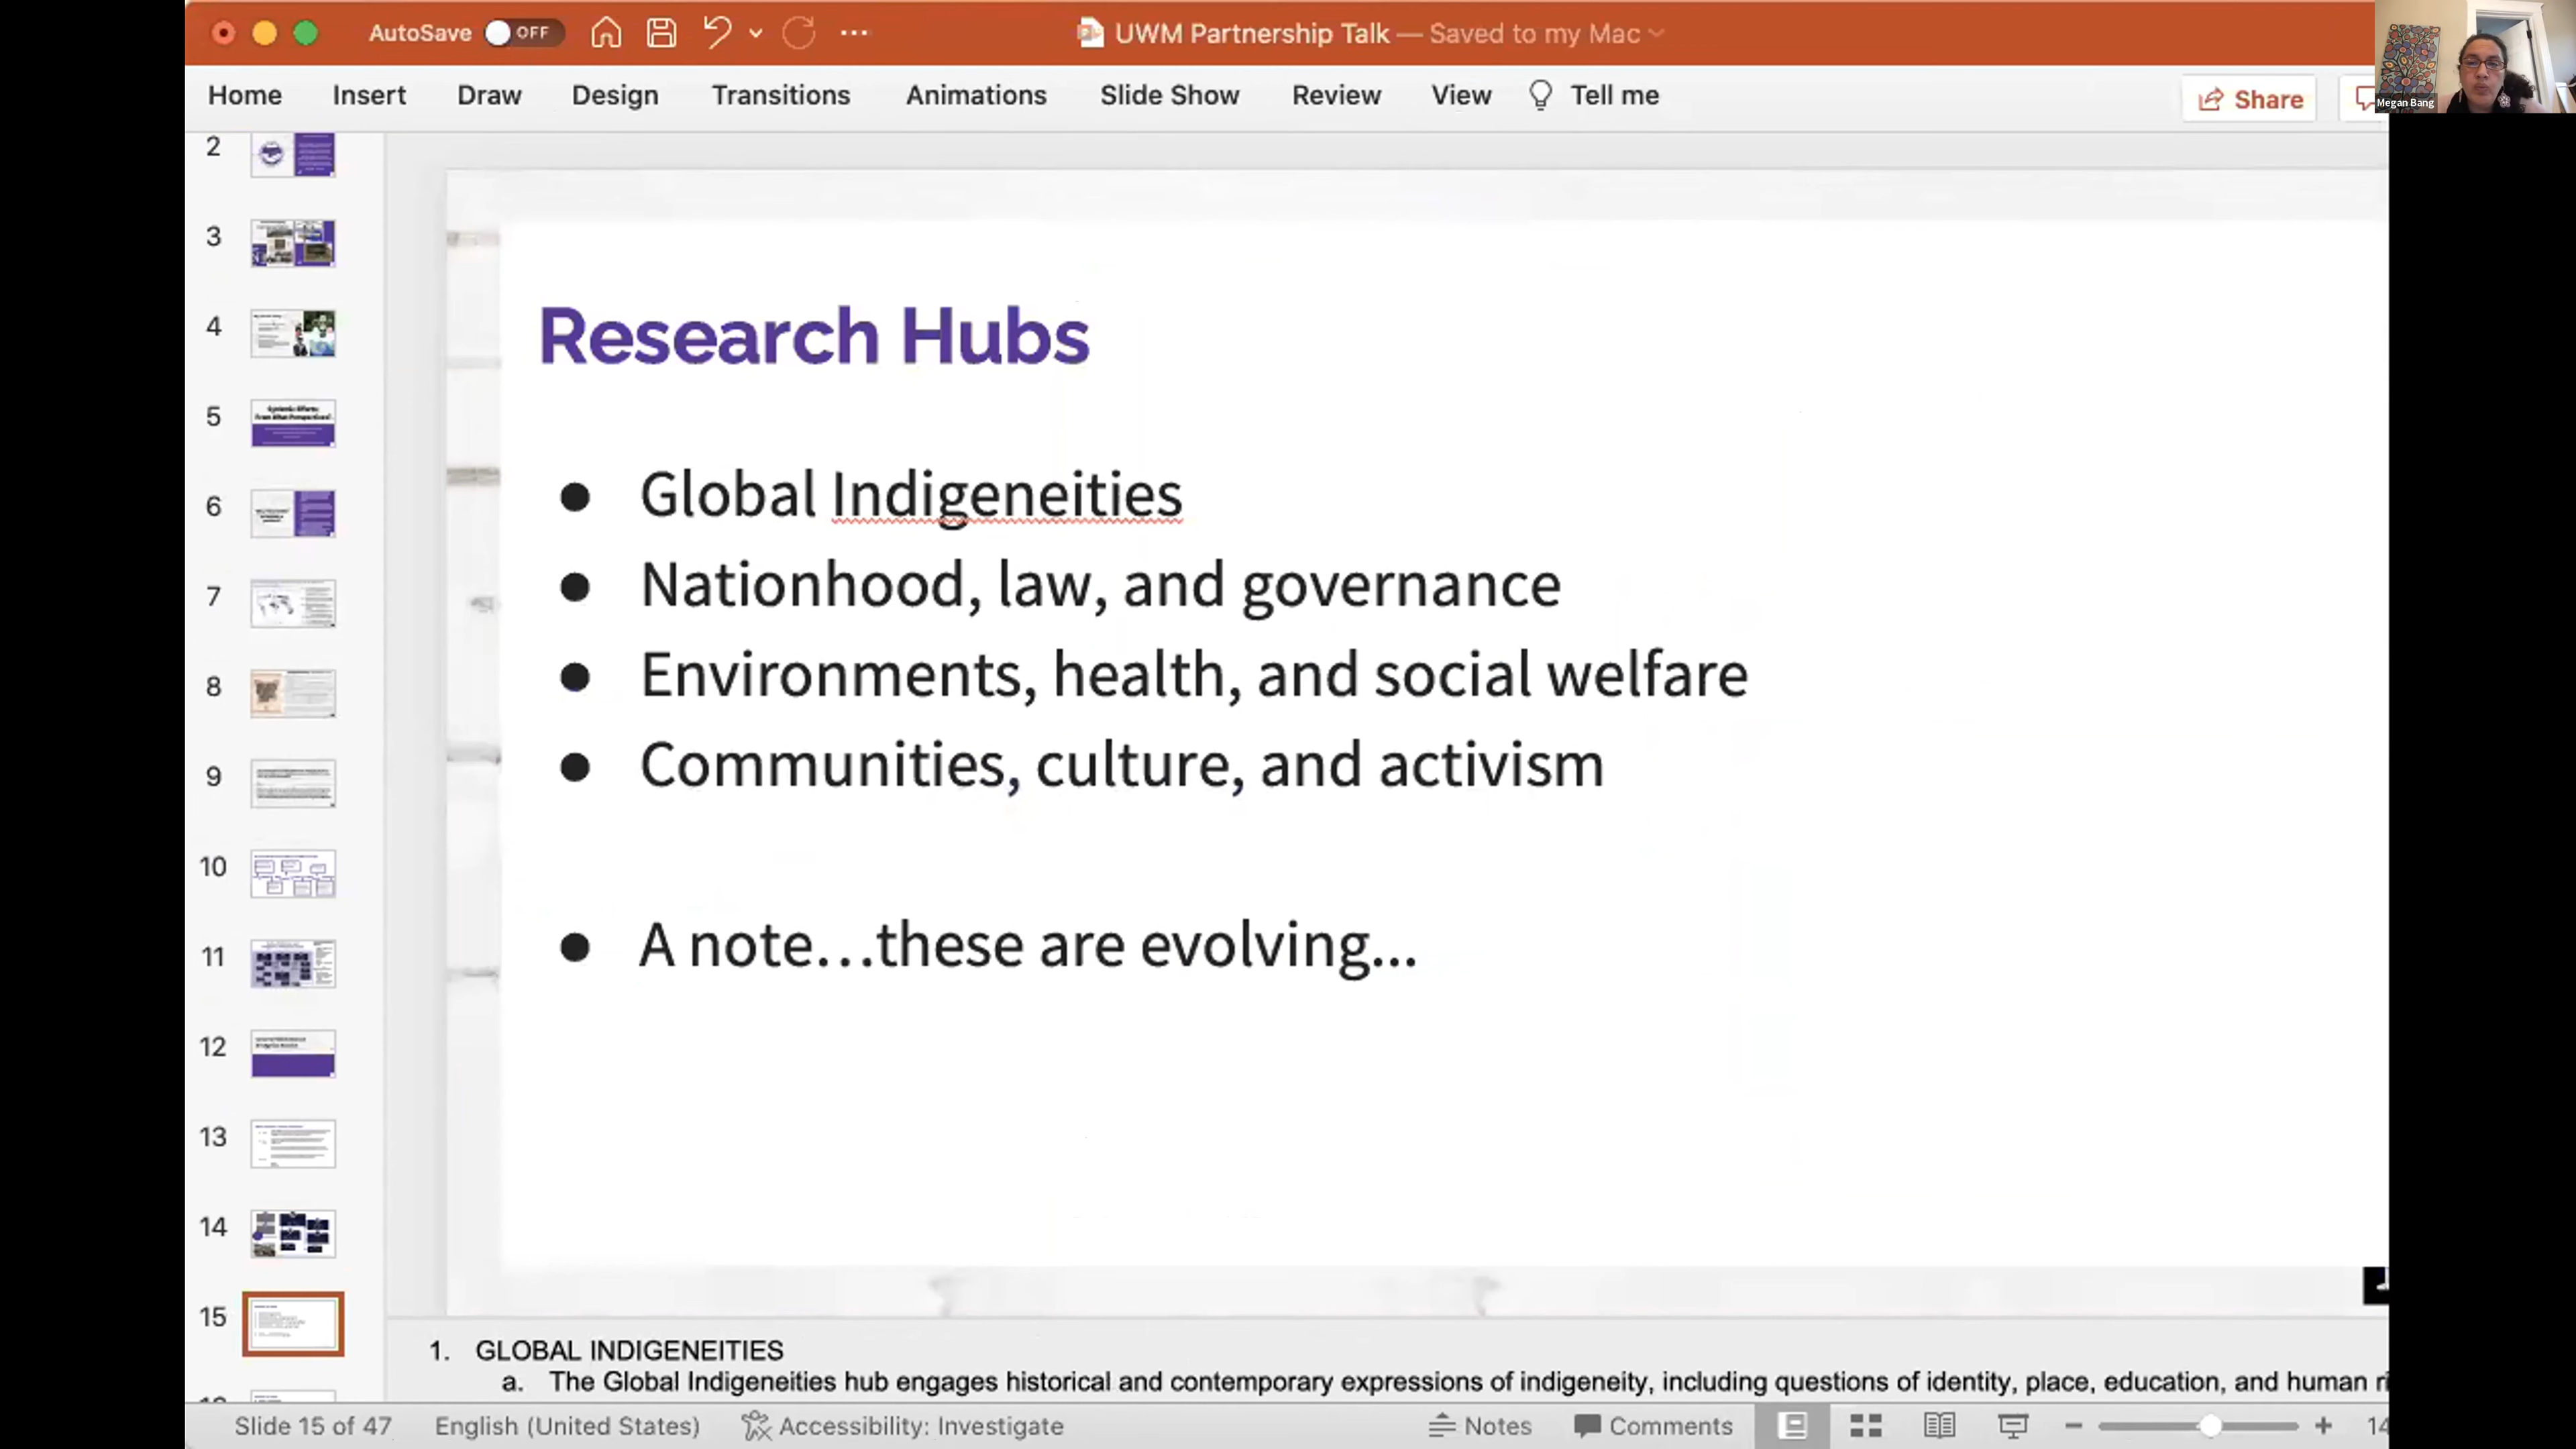 AutoSave OFF
UWM Partnership Talk — Saved to my Mac
Megan Bang
Home Insert Draw Design Transitions Animations Slide Show Review View Tell me
Share
2
3
4
5
6
7
8
9
10
11
12
13
14
15
Research Hubs
● Global Indigeneities
● Nationhood, law, and governance
● Environments, health, and social welfare
● Communities, culture, and activism
● A note...these are evolving...
1. GLOBAL INDIGENEITIES
a. The Global Indigeneities hub engages historical and contemporary expressions of indigeneity, including questions of identity, place, education, and human
Slide 15 of 47 English (United States) Accessibility: Investigate Notes Comments